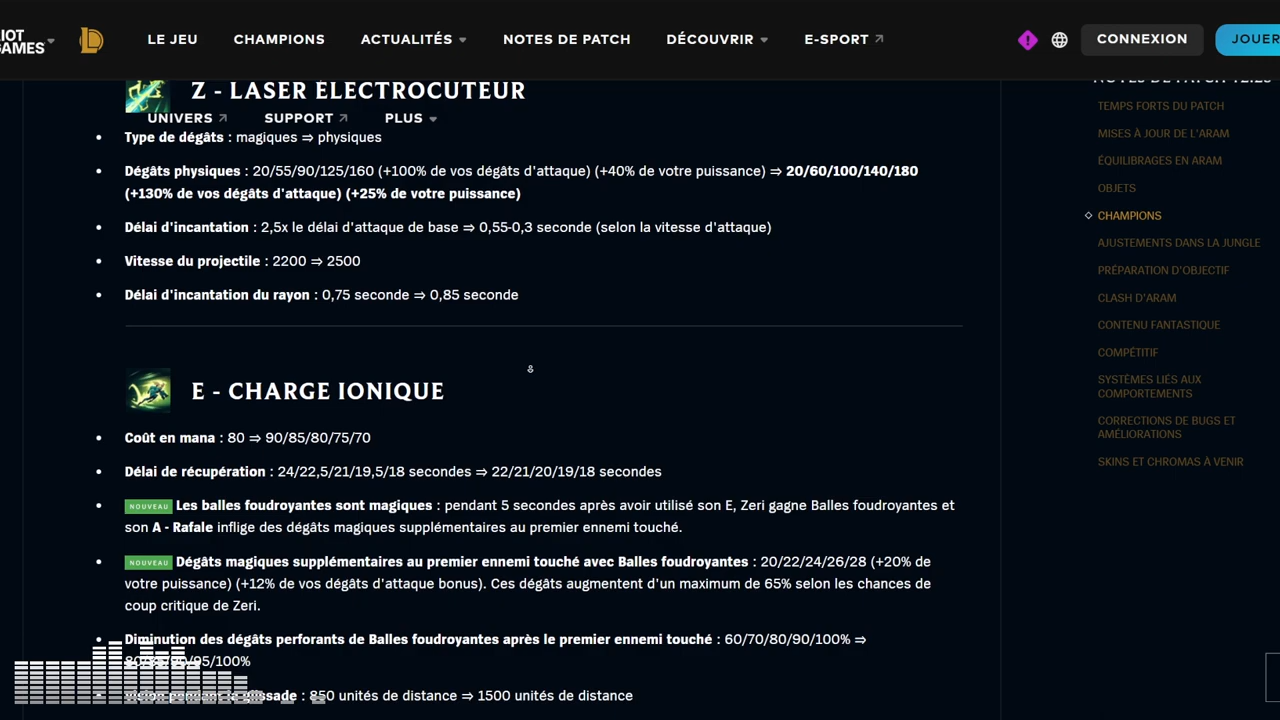 IOT
GAMES
LE JEU
CHAMPIONS
ACTUALITÉS
NOTES DE PATCH
DÉCOUVRIR
E-SPORT
CONNEXION
JOUER
UNIVERS
SUPPORT
PLUS
Z - LASER ÉLECTROCUTEUR
Type de dégâts : magiques ⇒ physiques
Dégâts physiques : 20/55/90/125/160 (+100% de vos dégâts d'attaque) (+40% de votre puissance) ⇒ 20/60/100/140/180
(+130% de vos dégâts d'attaque) (+25% de votre puissance)
Délai d'incantation : 2,5x le délai d'attaque de base ⇒ 0,55-0,3 seconde (selon la vitesse d'attaque)
Vitesse du projectile : 2200 ⇒ 2500
Délai d'incantation du rayon : 0,75 seconde ⇒ 0,85 seconde
E - CHARGE IONIQUE
Coût en mana : 80 ⇒ 90/85/80/75/70
Délai de récupération : 24/22,5/21/19,5/18 secondes ⇒ 22/21/20/19/18 secondes
NOUVEAU Les balles foudroyantes sont magiques : pendant 5 secondes après avoir utilisé son E, Zeri gagne Balles foudroyantes et
son A - Rafale inflige des dégâts magiques supplémentaires au premier ennemi touché.
NOUVEAU Dégâts magiques supplémentaires au premier ennemi touché avec Balles foudroyantes : 20/22/24/26/28 (+20% de
votre puissance) (+12% de vos dégâts d'attaque bonus). Ces dégâts augmentent d'un maximum de 65% selon les chances de
coup critique de Zeri.
Diminution des dégâts perforants de Balles foudroyantes après le premier ennemi touché : 60/70/80/90/100% ⇒
/95/100%
: 850 unités de distance ⇒ 1500 unités de distance
NOTES DE PATCH
TEMPS FORTS DU PATCH
MISES À JOUR DE L'ARAM
ÉQUILIBRAGES EN ARAM
OBJETS
CHAMPIONS
AJUSTEMENTS DANS LA JUNGLE
PRÉPARATION D'OBJECTIF
CLASH D'ARAM
CONTENU FANTASTIQUE
COMPÉTITIF
SYSTÈMES LIÉS AUX
COMPORTEMENTS
CORRECTIONS DE BUGS ET
AMÉLIORATIONS
SKINS ET CHROMAS À VENIR